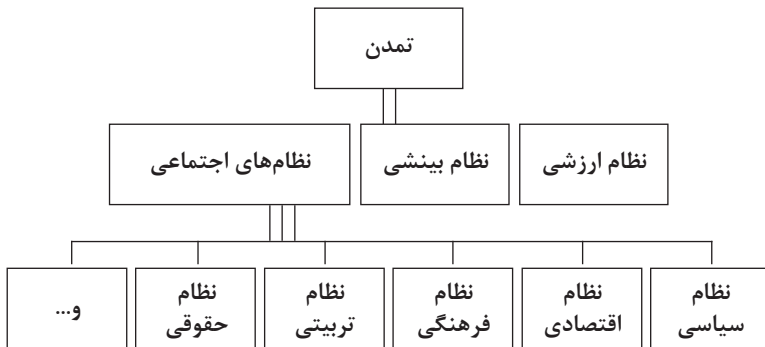 تمدن
نظام ارزشی
نظام بینشی
نظام‌های اجتماعی
نظام
سیاسی
نظام
اقتصادی
نظام
فرهنگی
نظام
تربیتی
نظام
حقوقی
و...